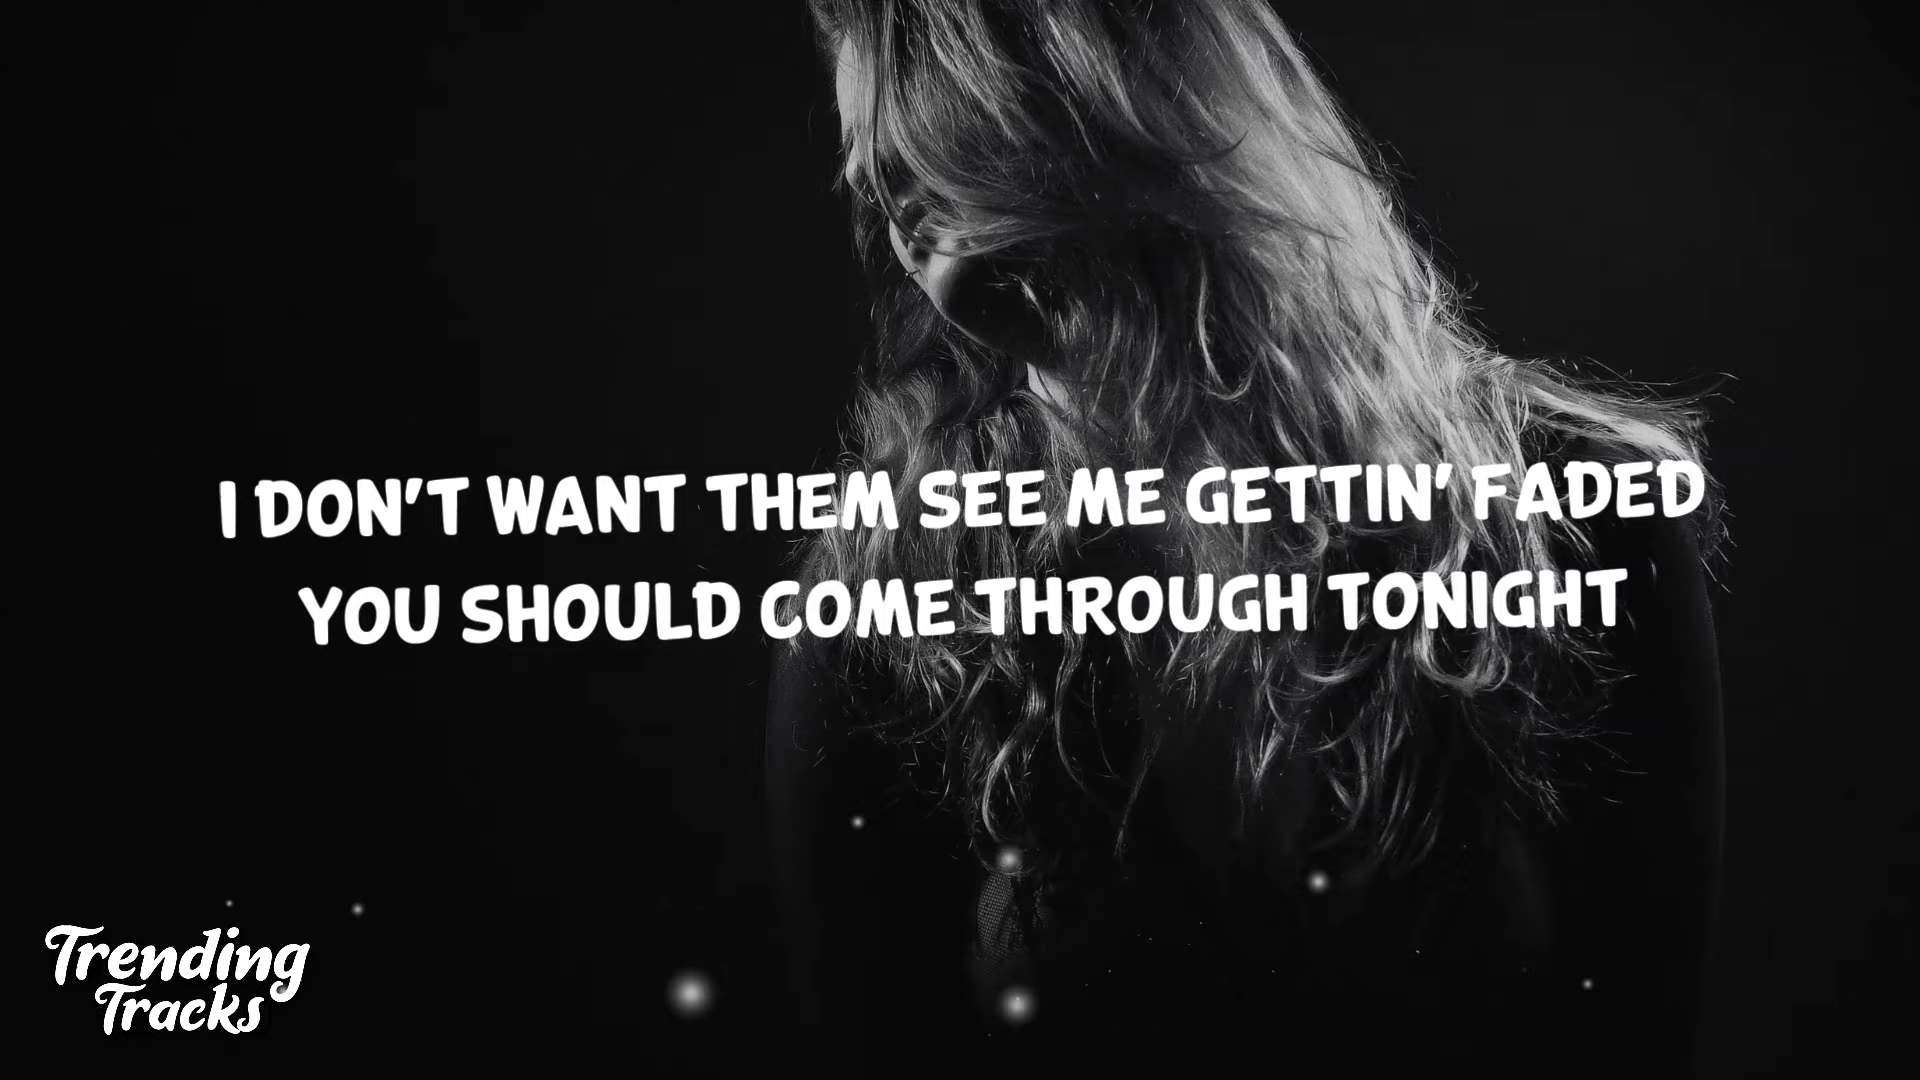 I DON'T WANT THEM SEE ME GETTIN' FADED
YOU SHOULD COME THROUGH TONIGHT
Trending
Tracks